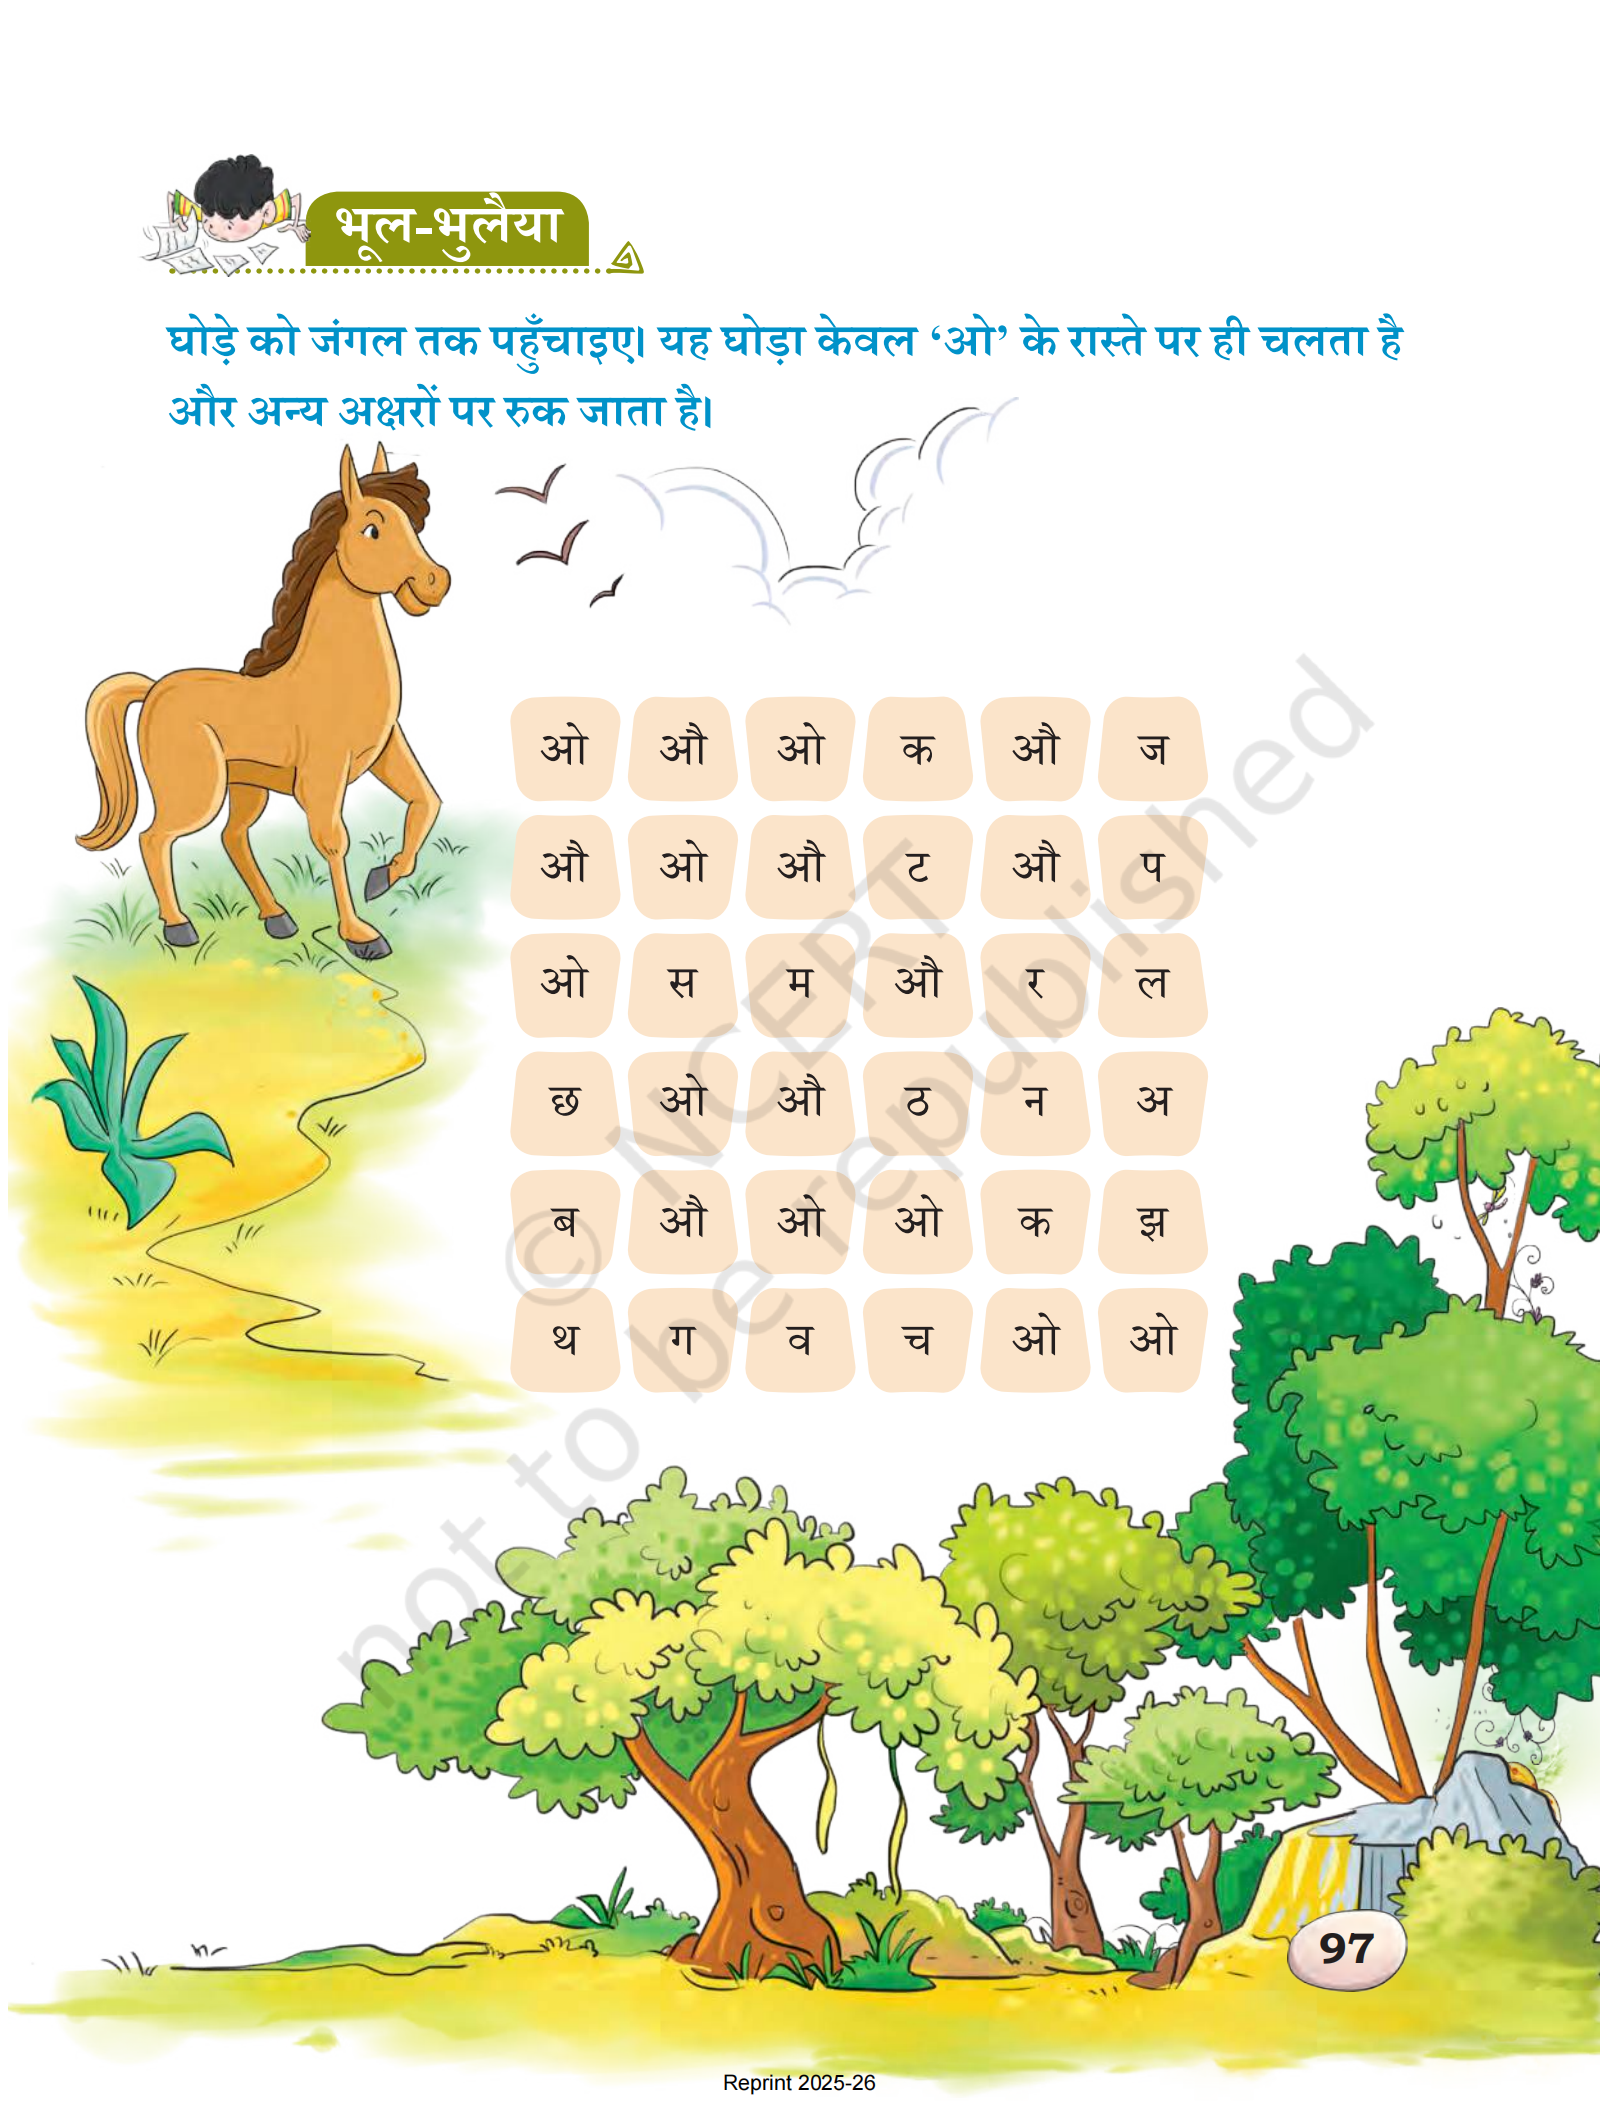 भूल-भुलैया
घोड़े को जंगल तक पहुँचाइए। यह घोड़ा केवल ‘ओ’ के रास्ते पर ही चलता है
और अन्य अक्षरों पर रुक जाता है।
ओ औ ओ क औ ज
औ ओ औ ट औ प
ओ स म औ र ल
छ ओ औ ठ न अ
ब औ ओ ओ क झ
थ ग व च ओ ओ
© NCERT
not to be republished
97
Reprint 2025-26